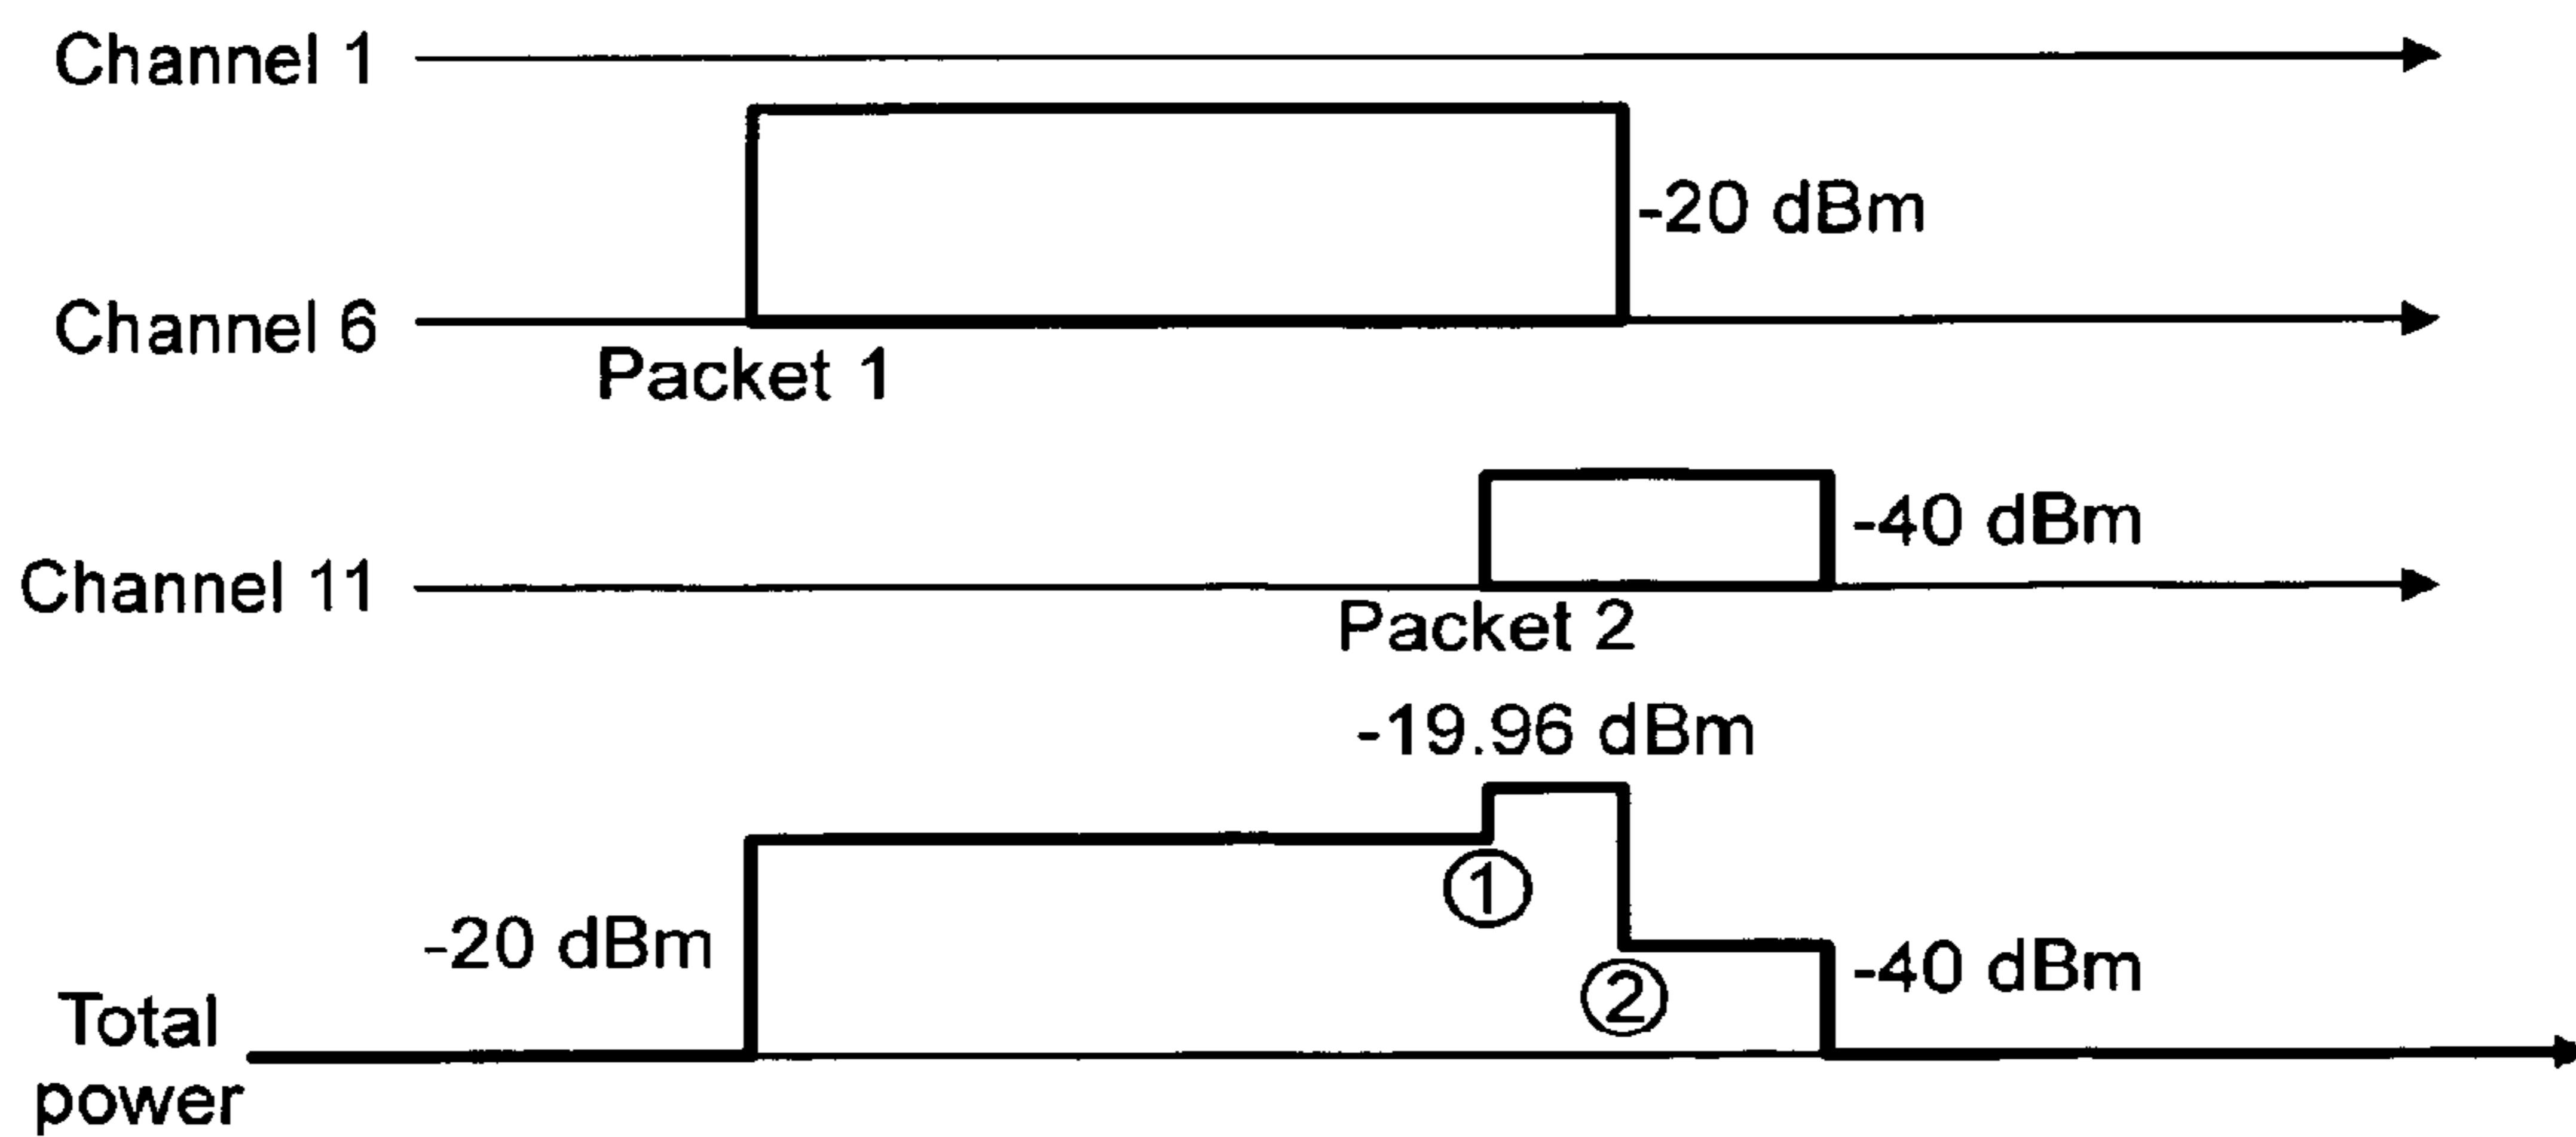 Channel 1
-20 dBm
Channel 6
Packet 1
-40 dBm
Channel 11
Packet 2
-19.96 dBm
1
-20 dBm
2
-40 dBm
Total
power